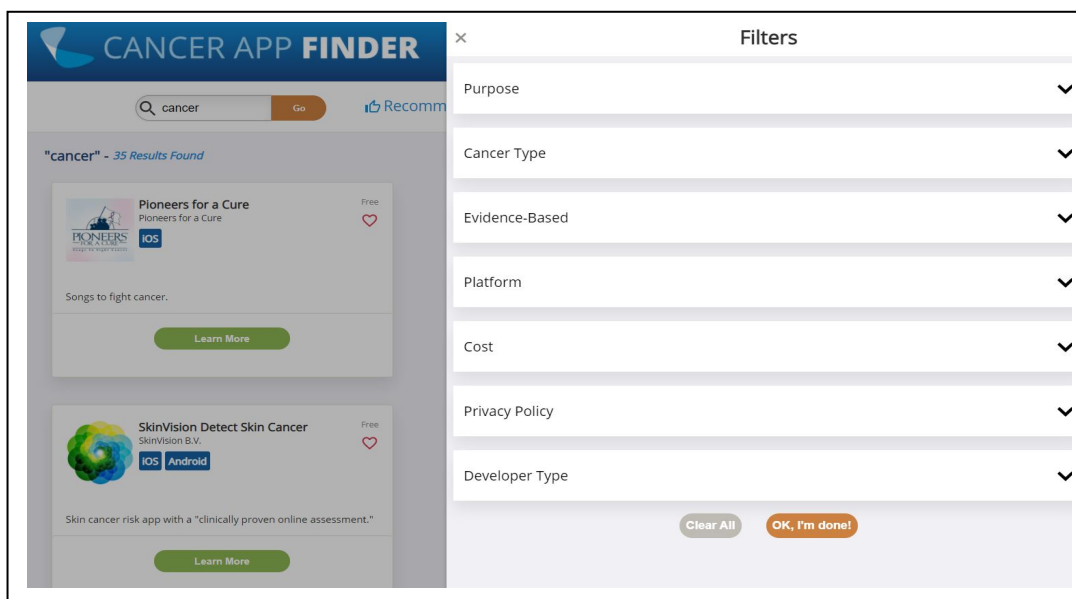 CANCER APP FINDER
cancer
Go
Recomm
"cancer" - 35 Results Found
Pioneers for a Cure
Free
Pioneers for a Cure
iOS
PIONEERS
FOR A CURE
Songs to fight cancer.
Learn More
SkinVision Detect Skin Cancer
Free
SkinVision B.V.
iOS Android
Skin cancer risk app with a "clinically proven online assessment."
Learn More
× Filters
Purpose
Cancer Type
Evidence-Based
Platform
Cost
Privacy Policy
Developer Type
Clear All OK, I'm done!